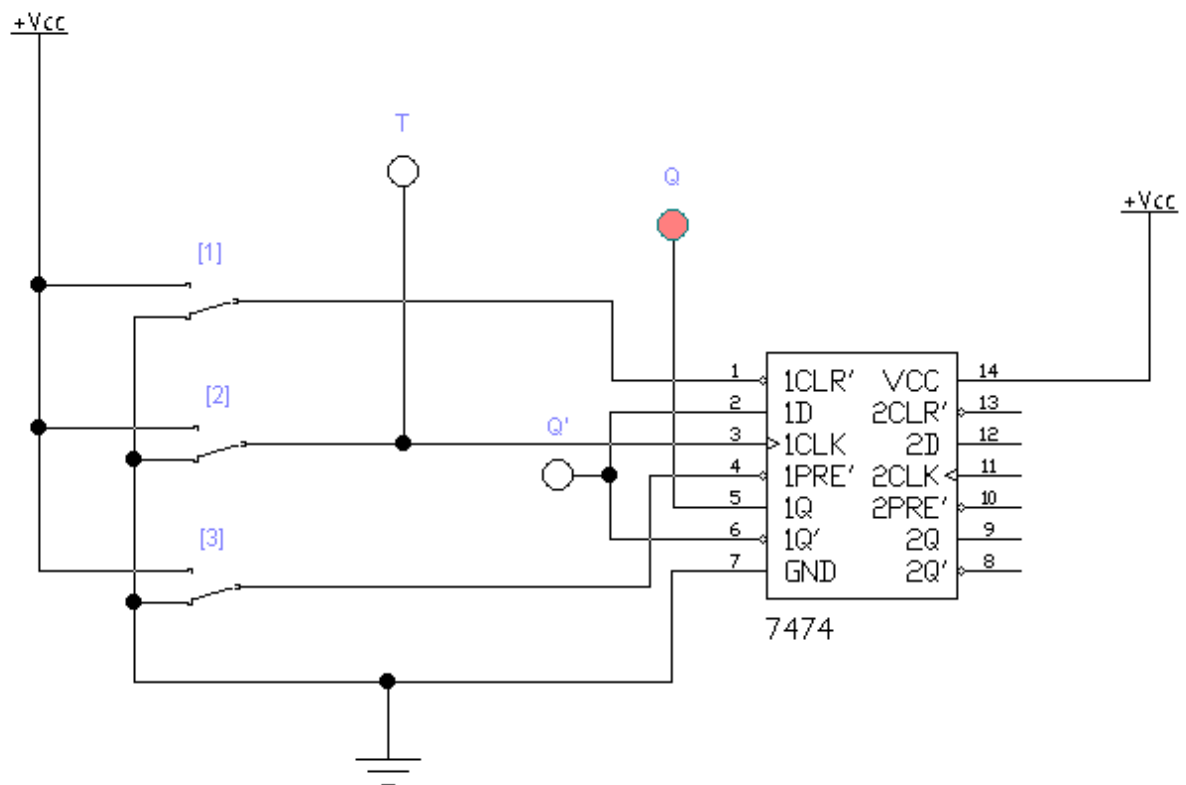 +Vcc
T
Q
+Vcc
[1]
[2]
Q'
[3]
1 1CLR' VCC 14
2 1D 2CLR' 13
3 1CLK 2D 12
4 1PRE' 2CLK 11
5 1Q 2PRE' 10
6 1Q' 2Q 9
7 GND 2Q' 8
7474